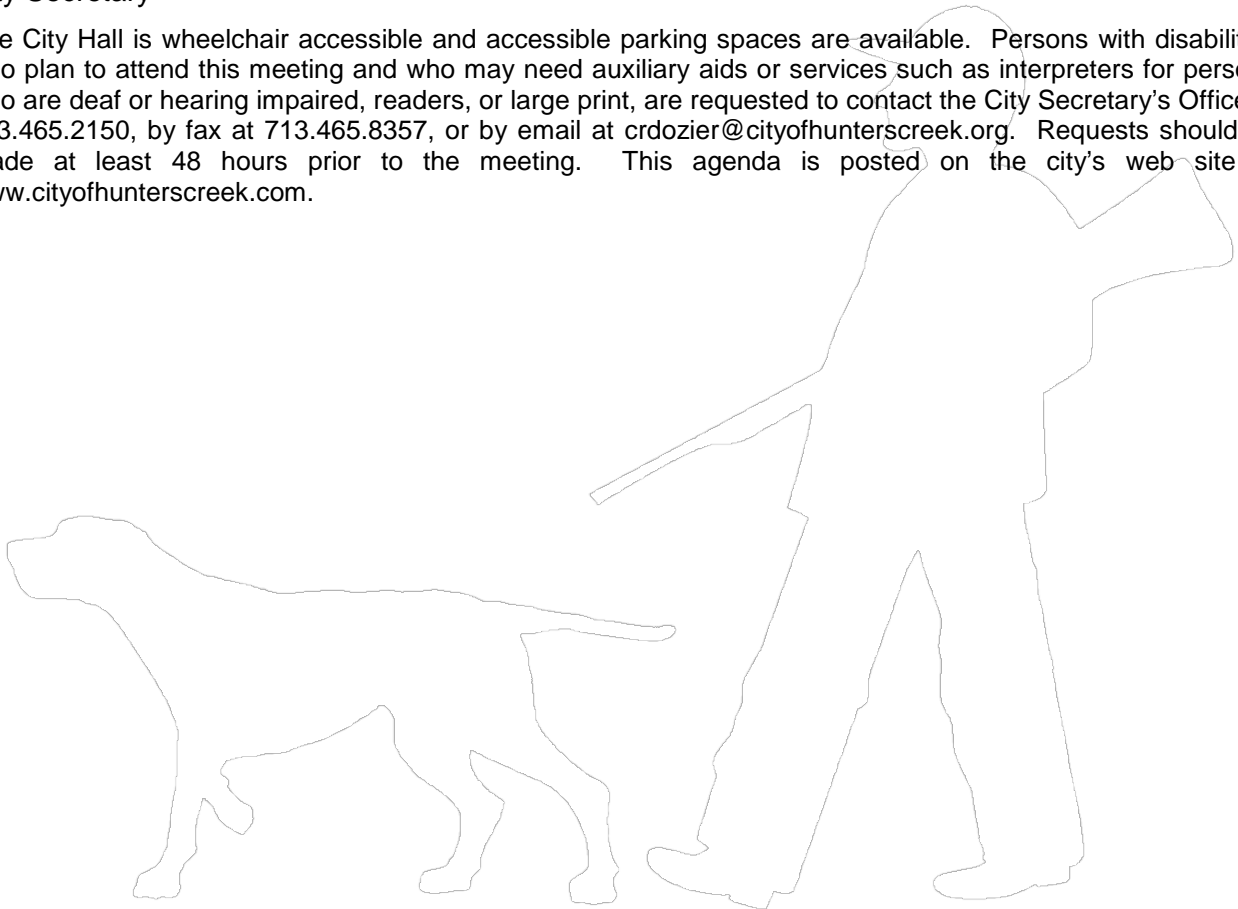 y Secretary
e City Hall is wheelchair accessible and accessible parking spaces are available. Persons with disabilit
o plan to attend this meeting and who may need auxiliary aids or services such as interpreters for perso
o are deaf or hearing impaired, readers, or large print, are requested to contact the City Secretary's Office
3.465.2150, by fax at 713.465.8357, or by email at crdozier@cityofhunterscreek.org. Requests should
ade at least 48 hours prior to the meeting. This agenda is posted on the city's web site
ww.cityofhunterscreek.com.